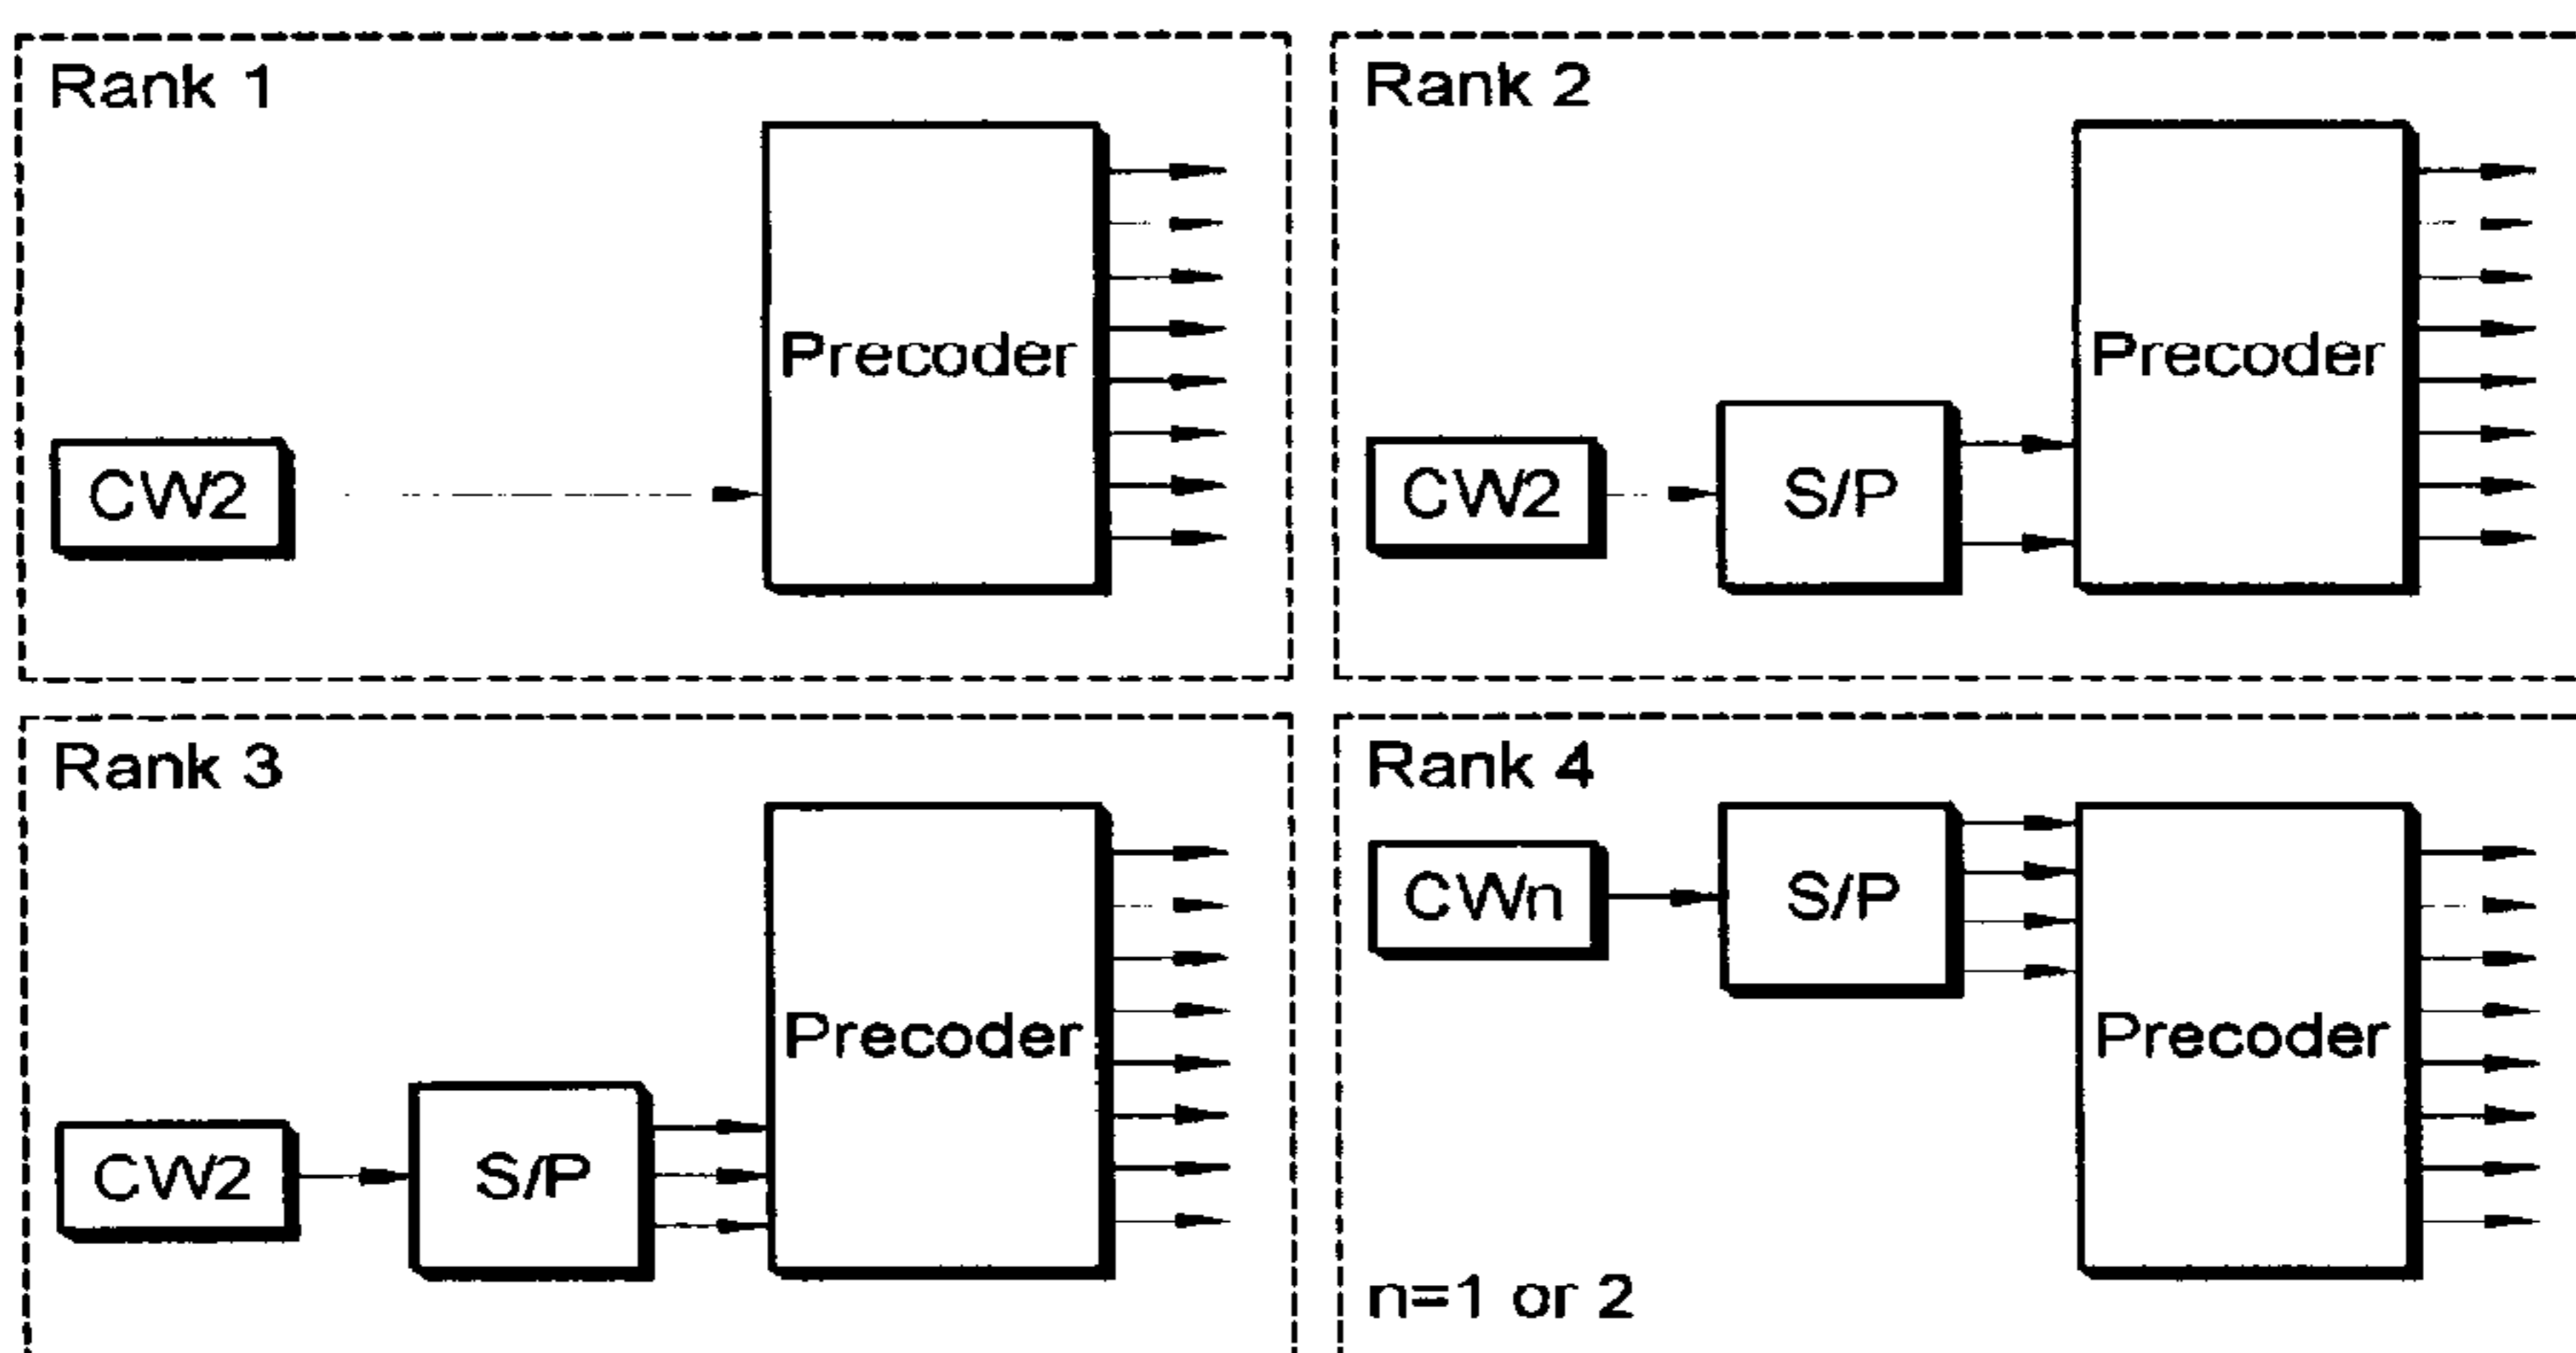 Rank 1
Precoder
CW2
Rank 2
Precoder
CW2
S/P
Rank 3
Precoder
CW2
S/P
Rank 4
CWn
S/P
Precoder
n=1 or 2